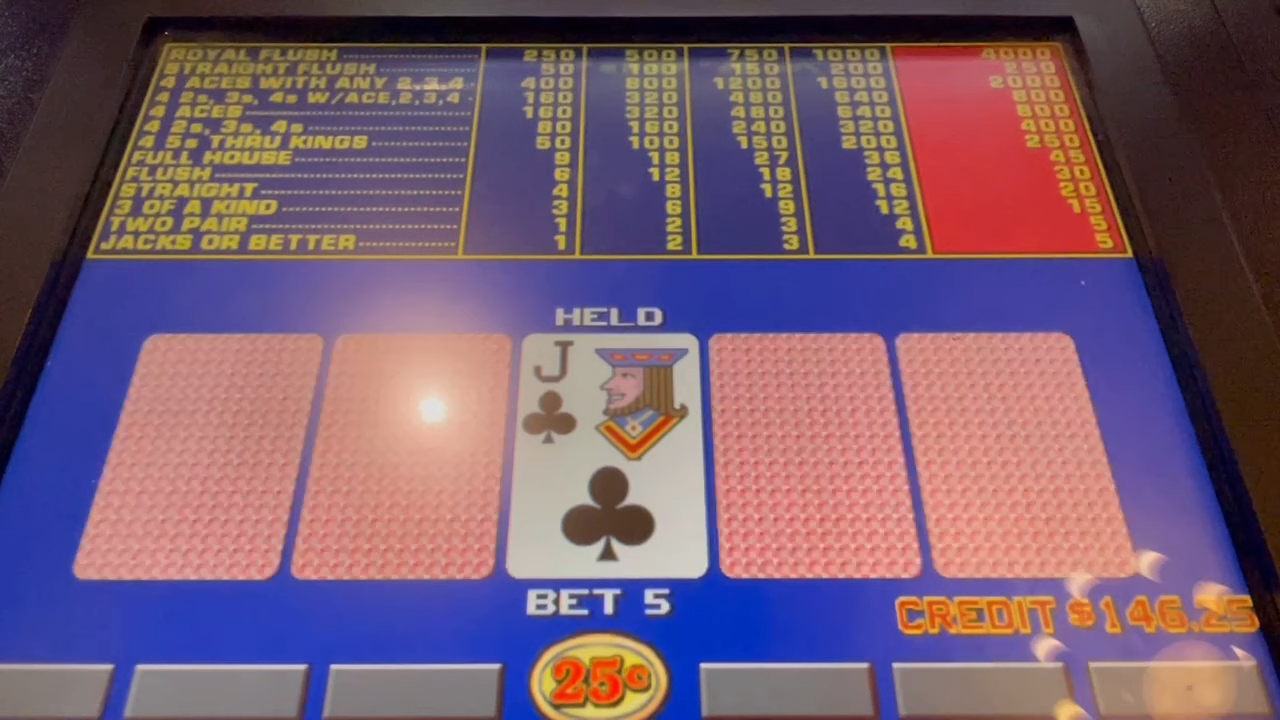 ROYAL FLUSH 250 500 750 1000 4000
STRAIGHT FLUSH 50 100 150 200 250
4 ACES WITH ANY 2,3,4 400 800 1200 1600 2000
4 2s, 3s, 4s W/ACE,2,3,4 160 320 480 640 800
4 ACES 160 320 480 640 800
4 2s, 3s, 4s 80 160 240 320 400
4 5s THRU KINGS 50 100 150 200 250
FULL HOUSE 9 18 27 36 45
FLUSH 6 12 18 24 30
STRAIGHT 4 8 12 16 20
3 OF A KIND 3 6 9 12 15
TWO PAIR 1 2 3 4 5
JACKS OR BETTER 1 2 3 4 5
HELD
J
BET 5
CREDIT $146.25
25¢